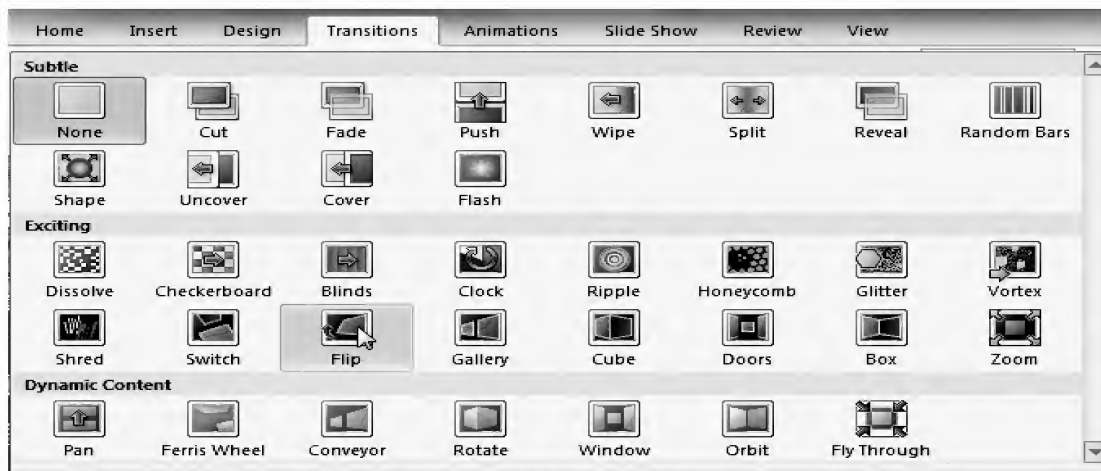 Home Insert Design Transitions Animations Slide Show Review View
Subtle
None Cut Fade Push Wipe Split Reveal Random Bars
Shape Uncover Cover Flash
Exciting
Dissolve Checkerboard Blinds Clock Ripple Honeycomb Glitter Vortex
Shred Switch Flip Gallery Cube Doors Box Zoom
Dynamic Content
Pan Ferris Wheel Conveyor Rotate Window Orbit Fly Through